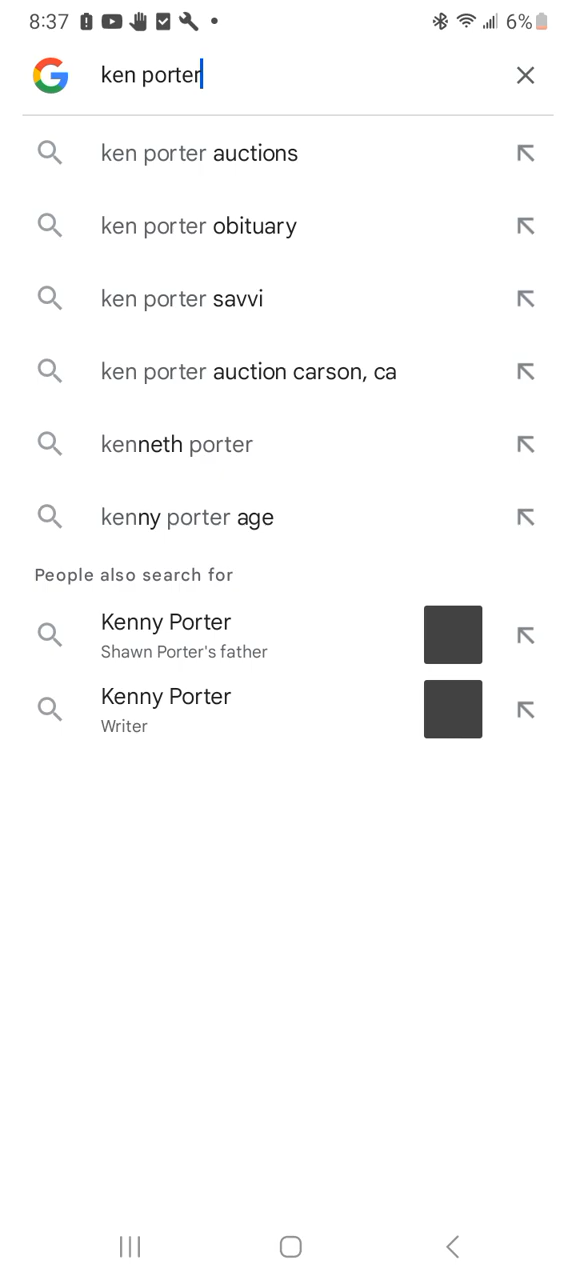 8:37 6%
ken porter
ken porter auctions
ken porter obituary
ken porter savvi
ken porter auction carson, ca
kenneth porter
kenny porter age
People also search for
Kenny Porter
Shawn Porter's father
Kenny Porter
Writer